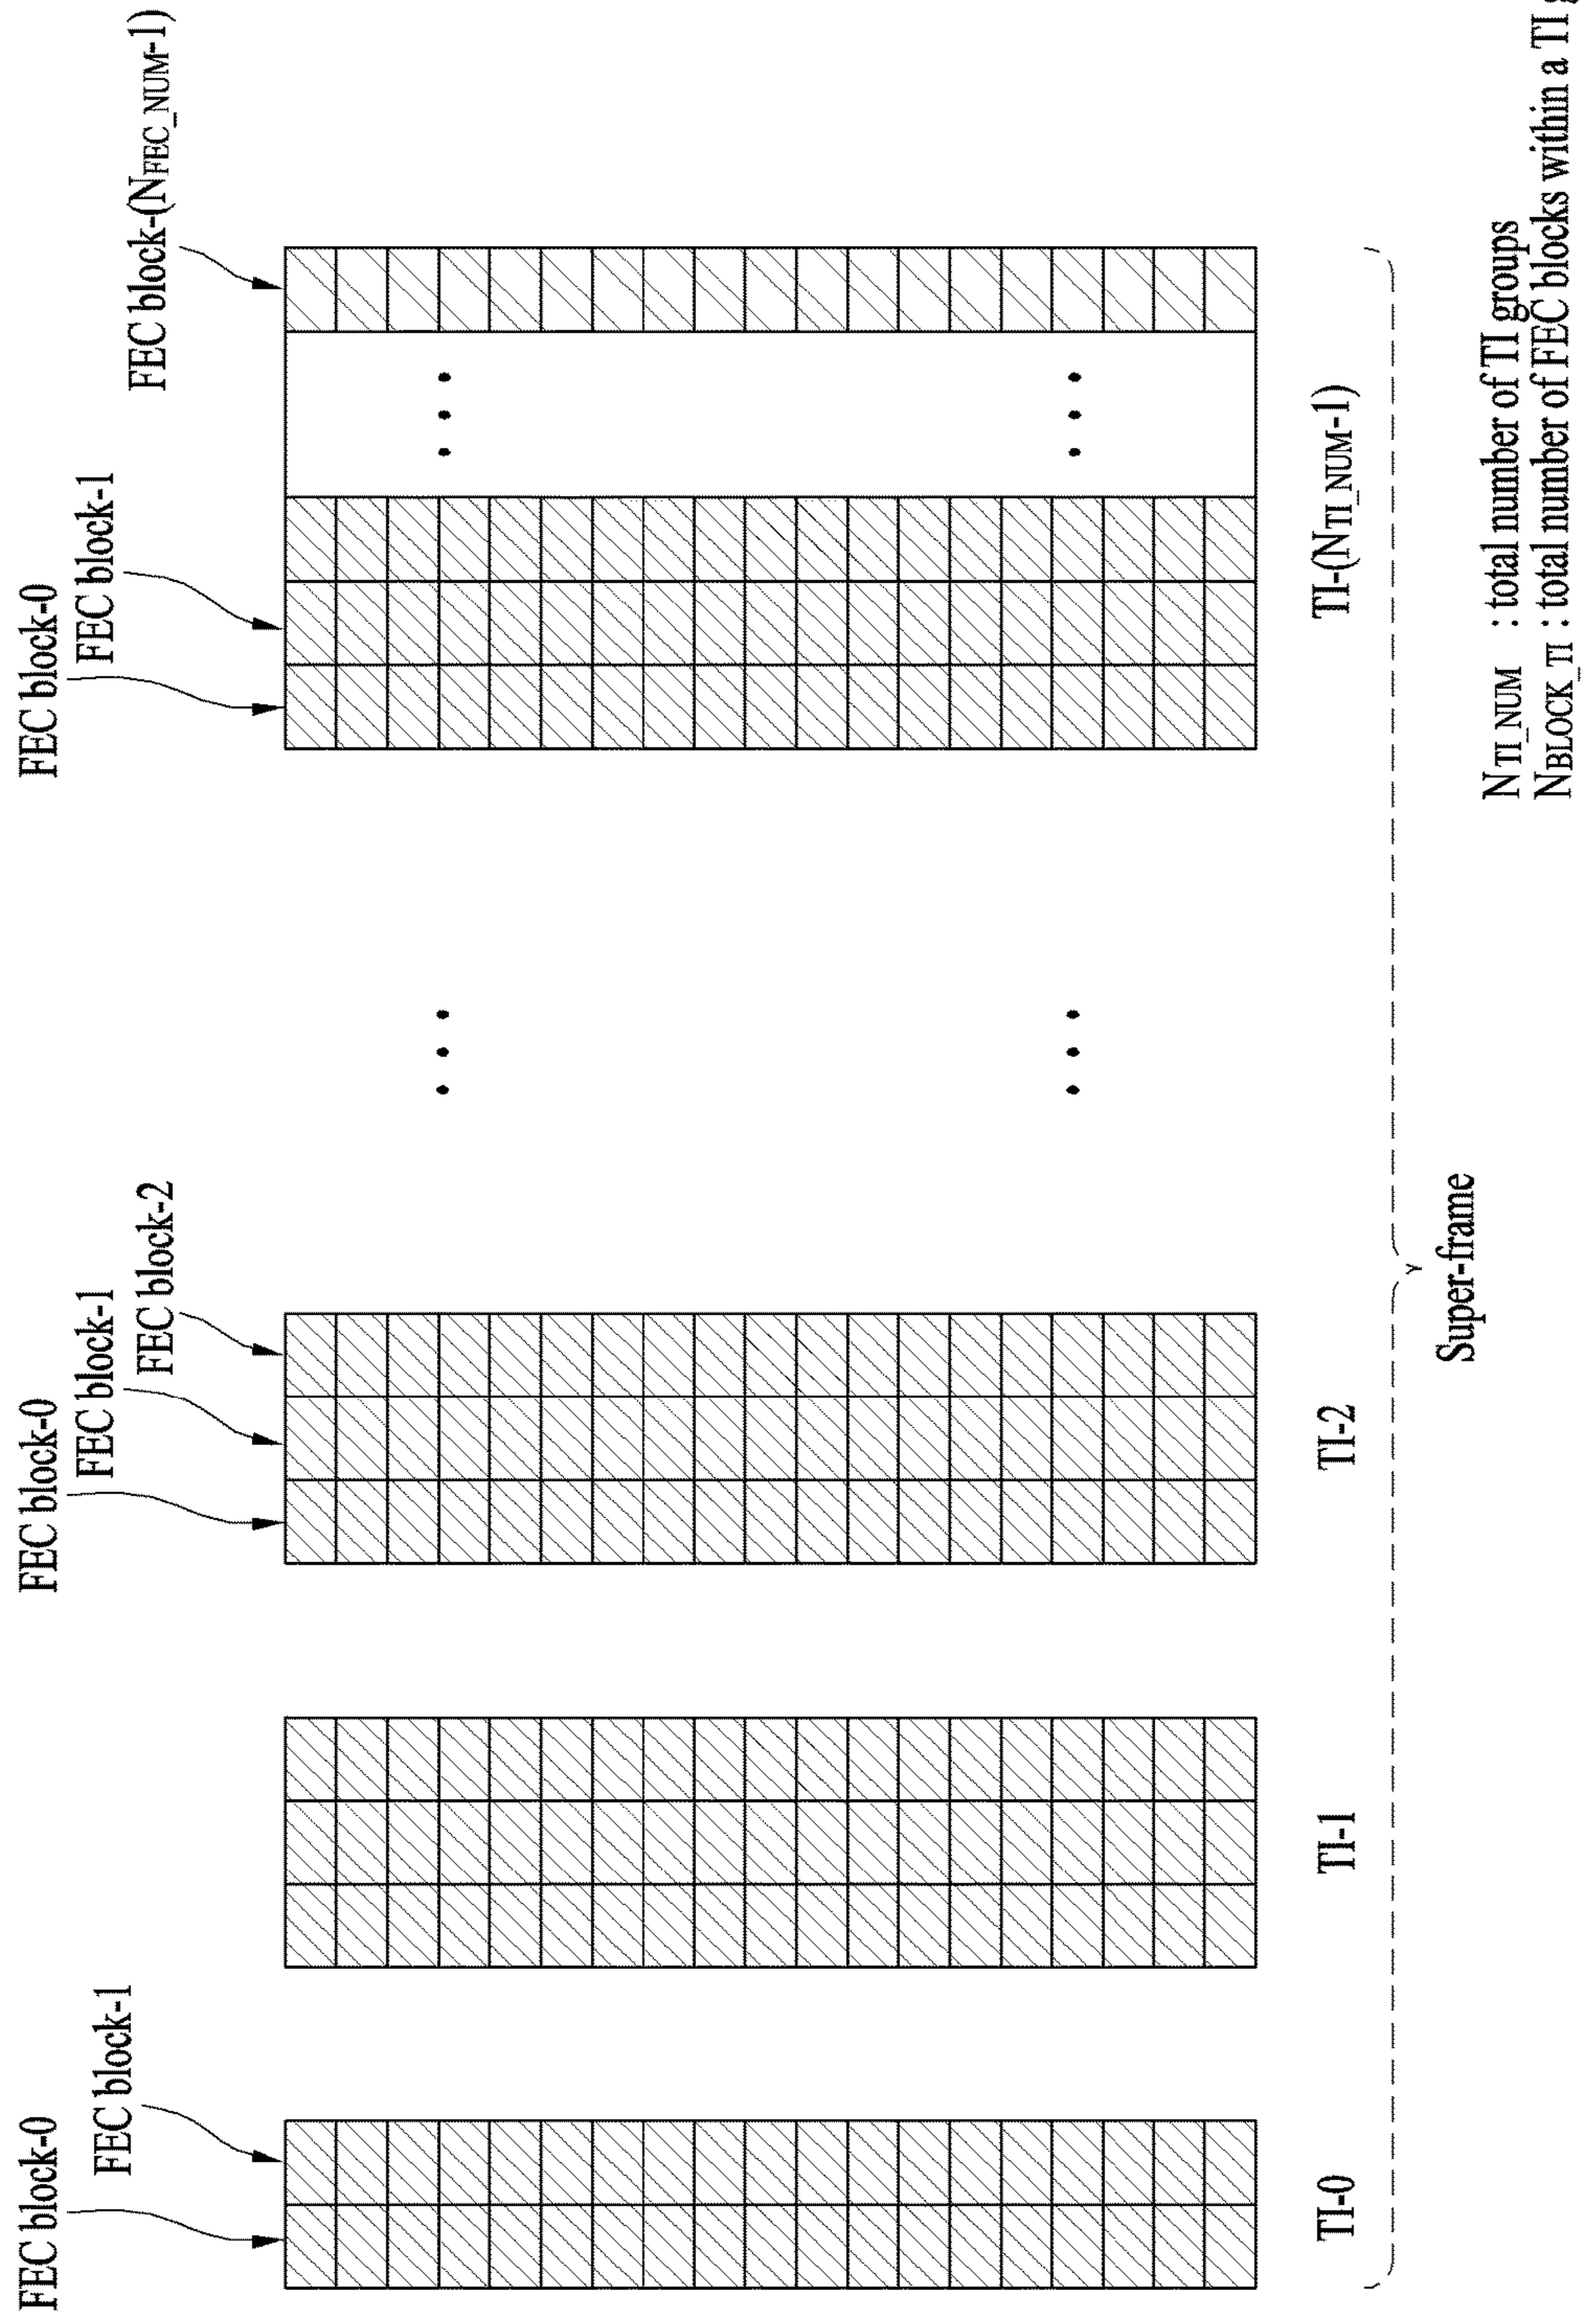 FEC block-0
FEC block-1
FEC block-0
FEC block-1
FEC block-2
FEC block-0
FEC block-1
FEC block-(NFEC_NUM-1)
TI-0
TI-1
TI-2
TI-(NTI_NUM-1)
Super-frame
NTI_NUM : total number of TI groups
NBLOCK_TI : total number of FEC blocks within a TI